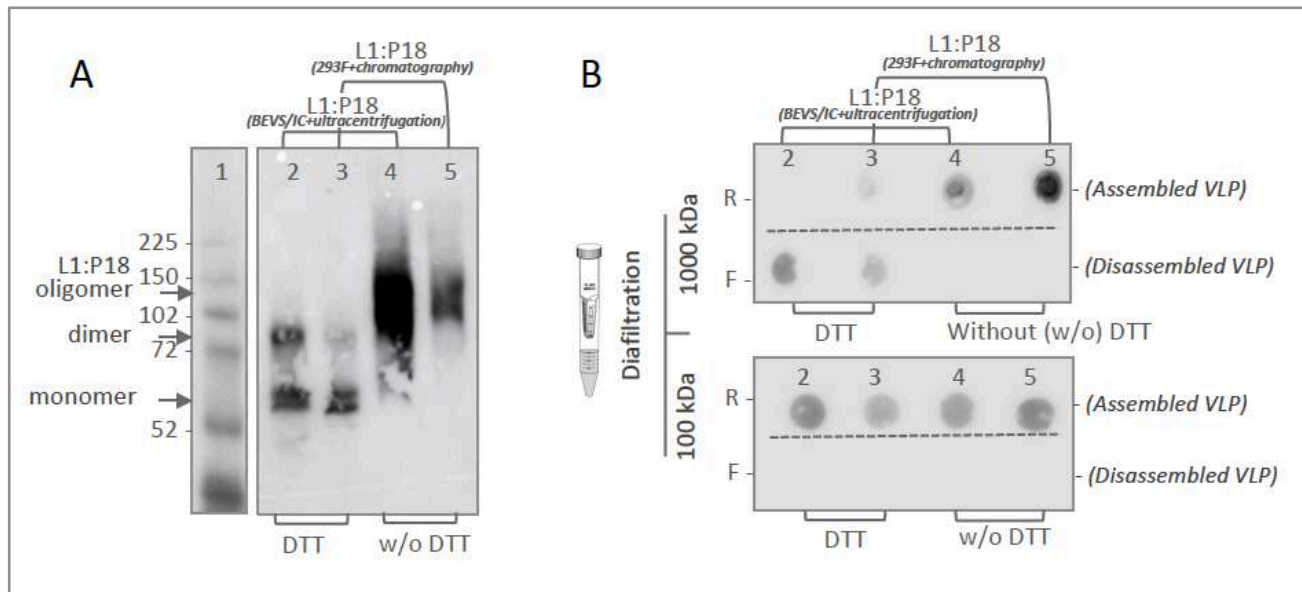 A
L1:P18
(293F+chromatography)
L1:P18
(BEVS/IC+ultracentrifugation)
1 2 3 4 5
225
L1:P18
oligomer
150
102
dimer
72
monomer
52
DTT w/o DTT
B
L1:P18
(293F+chromatography)
L1:P18
(BEVS/IC+ultracentrifugation)
2 3 4 5
R - - (Assembled VLP)
F - - (Disassembled VLP)
DTT Without (w/o) DTT
Diafiltration
1000 kDa
100 kDa
2 3 4 5
R - - (Assembled VLP)
F - - (Disassembled VLP)
DTT w/o DTT